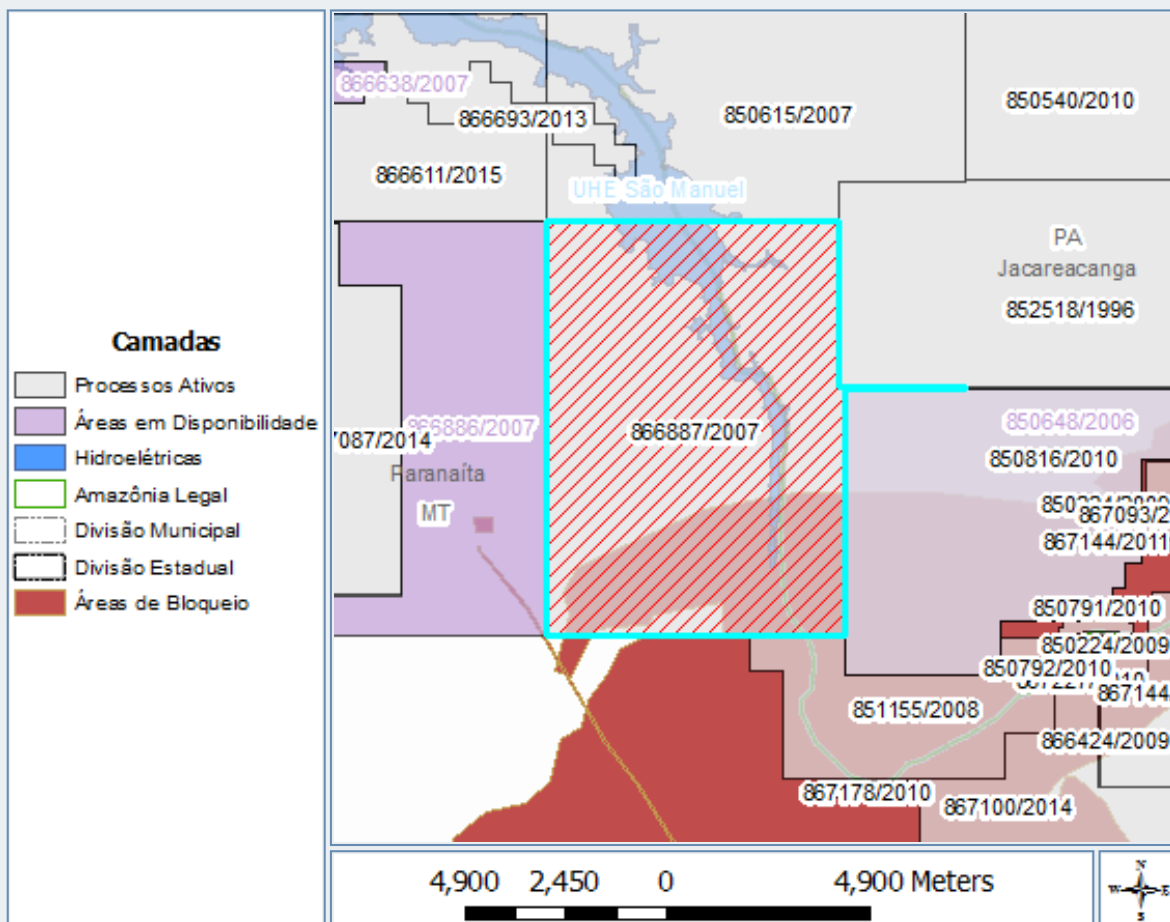 Camadas
Processos Ativos
Áreas em Disponibilidade
Hidroelétricas
Amazônia Legal
Divisão Municipal
Divisão Estadual
Áreas de Bloqueio
866638/2007
866693/2013
850615/2007
850540/2010
866611/2015
UHE São Manuel
PA
Jacareacanga
852518/1996
866886/2007
7087/2014
866887/2007
850648/2006
850816/2010
Paranaíta
MT
867093/2
867144/2011
850791/2010
850224/2009
850792/2010
867144
851155/2008
866424/2009
867178/2010
867100/2014
4,900 2,450 0 4,900 Meters
N
W E
S